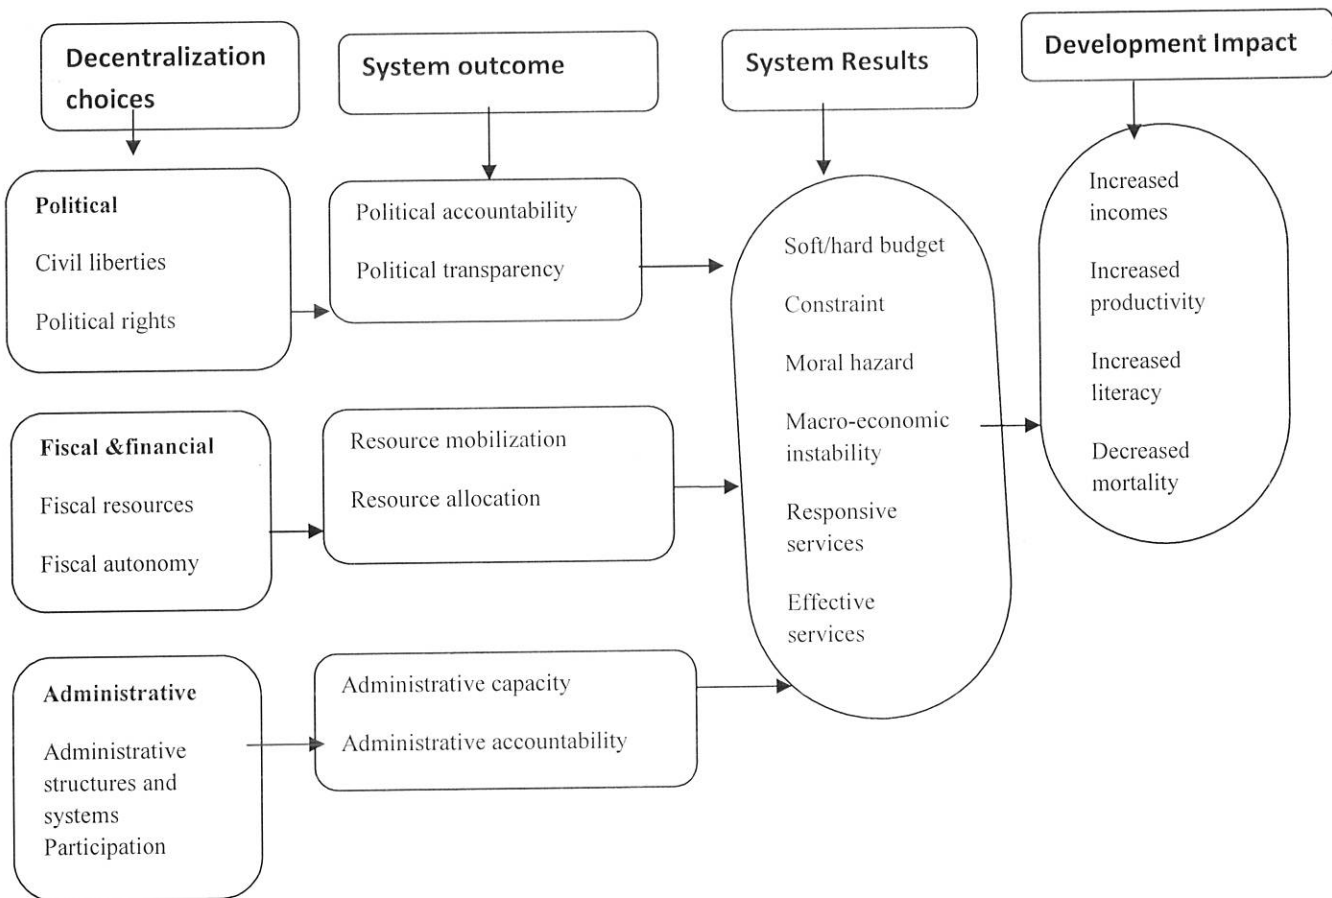 Decentralization
choices
System outcome
System Results
Development Impact
Political
Civil liberties
Political rights
Political accountability
Political transparency
Fiscal &financial
Fiscal resources
Fiscal autonomy
Resource mobilization
Resource allocation
Administrative
Administrative
structures and
systems
Participation
Administrative capacity
Administrative accountability
Soft/hard budget
Constraint
Moral hazard
Macro-economic
instability
Responsive
services
Effective
services
Increased
incomes
Increased
productivity
Increased
literacy
Decreased
mortality